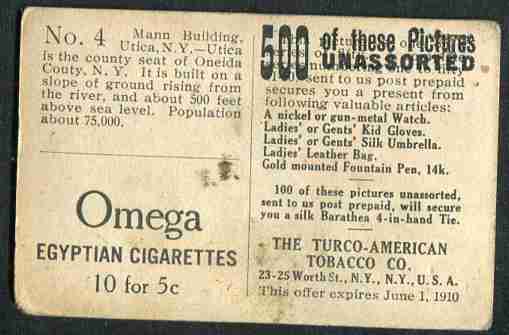 No. 4 Mann Building,
Utica, N.Y.—Utica
is the county seat of Oneida
Couty, N. Y. It is built on a
slope of ground rising from
the river, and about 500 feet
above sea level. Population
about 75,000.
Omega
EGYPTIAN CIGARETTES
10 for 5c
500 of these Pictures
UNASSORTED
sent to us post prepaid
secures you a present from
following valuable articles:
A nickel or gun-metal Watch.
Ladies' or Gents' Kid Gloves.
Ladies' or Gents' Silk Umbrella.
Ladies' Leather Bag.
Gold mounted Fountain Pen, 14k.
100 of these pictures unassorted,
sent to us post prepaid, will secure
you a silk Barathea 4-in-hand Tie.
THE TURCO-AMERICAN
TOBACCO CO.
23-25 Worth St., N.Y., N.Y., U. S. A.
This offer expires June 1, 1910